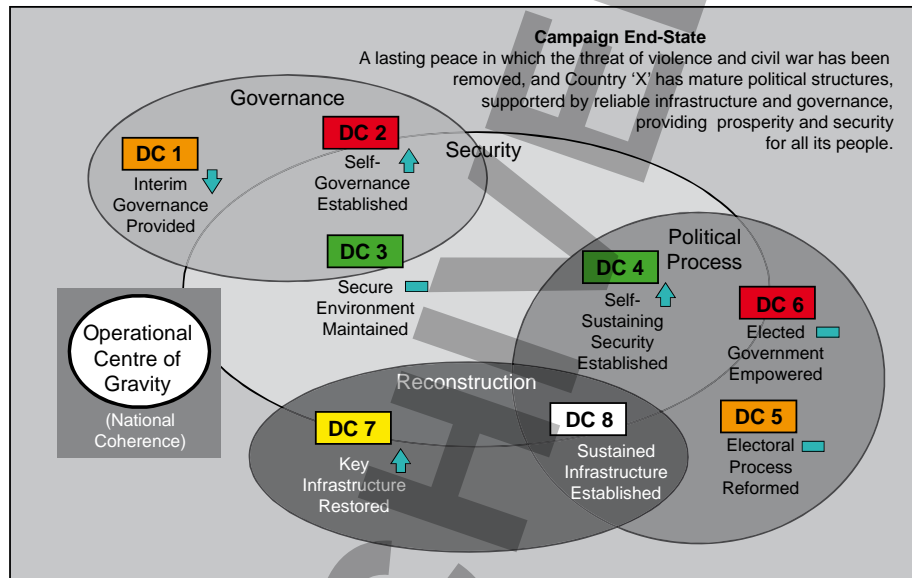 Campaign End-State
A lasting peace in which the threat of violence and civil war has been
removed, and Country ‘X’ has mature political structures,
supporterd by reliable infrastructure and governance,
providing prosperity and security
for all its people.
Governance
DC 1
Interim
Governance
Provided
DC 2
Self-
Governance
Established
Security
DC 3
Secure
Environment
Maintained
Political
Process
DC 4
Self-
Sustaining
Security
Established
DC 6
Elected
Government
Empowered
Operational
Centre of
Gravity
(National
Coherence)
Reconstruction
DC 7
Key
Infrastructure
Restored
DC 8
Sustained
Infrastructure
Established
DC 5
Electoral
Process
Reformed